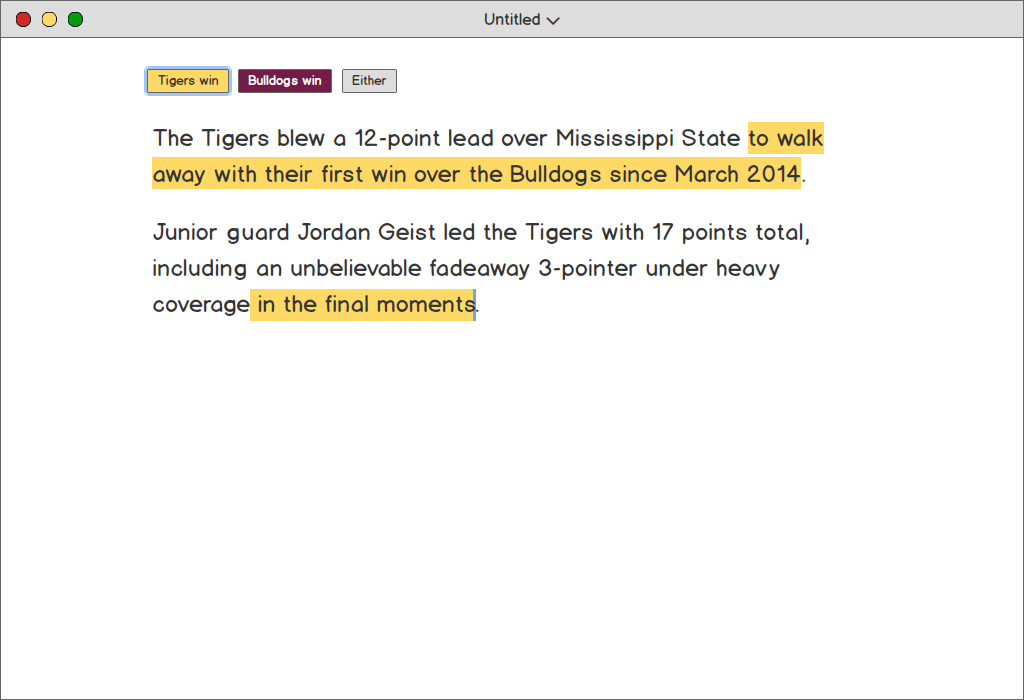 Untitled
Tigers win Bulldogs win Either
The Tigers blew a 12-point lead over Mississippi State to walk
away with their first win over the Bulldogs since March 2014.
Junior guard Jordan Geist led the Tigers with 17 points total,
including an unbelievable fadeaway 3-pointer under heavy
coverage in the final moments.